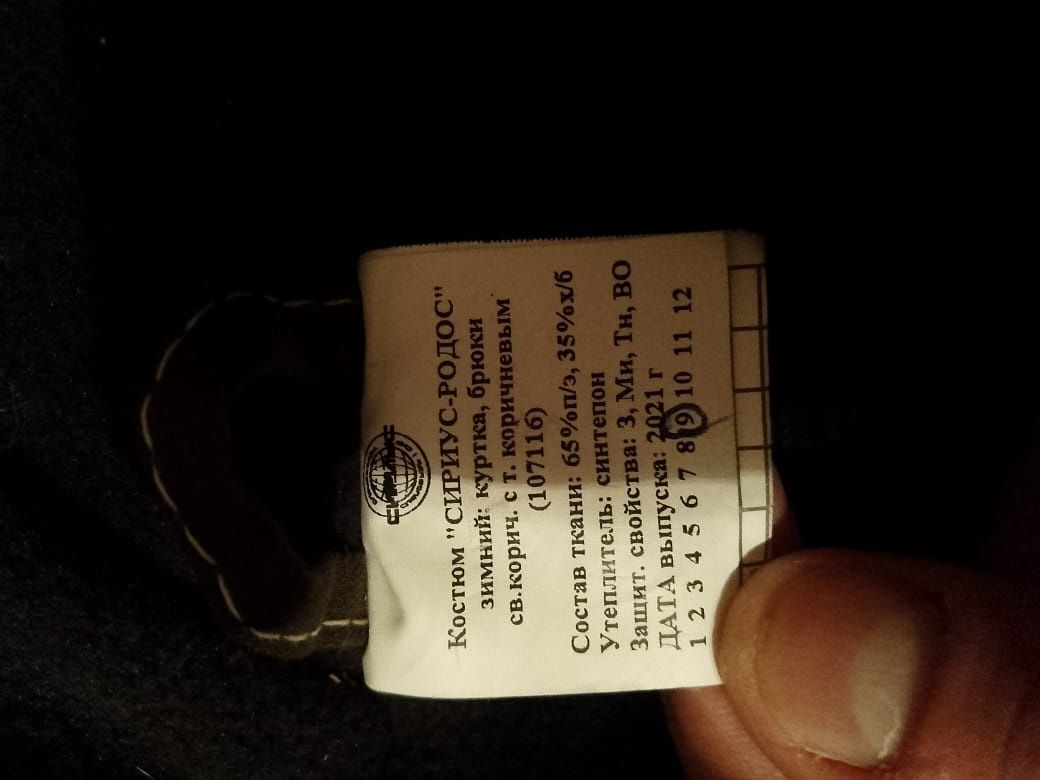 СИРИУС
Костюм "СИРИУС-РОДОС"
зимний: куртка, брюки
св.корич. с т. коричневым
(107116)
Состав ткани: 65%п/э, 35%х/б
Утеплитель: синтепон
Защит. свойства: З, Ми, Тн, ВО
ДАТА выпуска: 2021 г
1 2 3 4 5 6 7 8 9 10 11 12